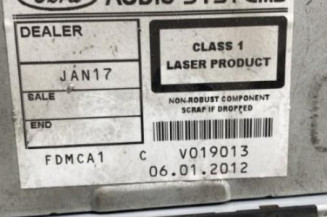 Ford AUDIO SYSTEMS
DEALER
CLASS 1
LASER PRODUCT
JAN17
SALE
NON-ROBUST COMPONENT
SCRAP IF DROPPED
END
FDMCA1 C V019013
06.01.2012